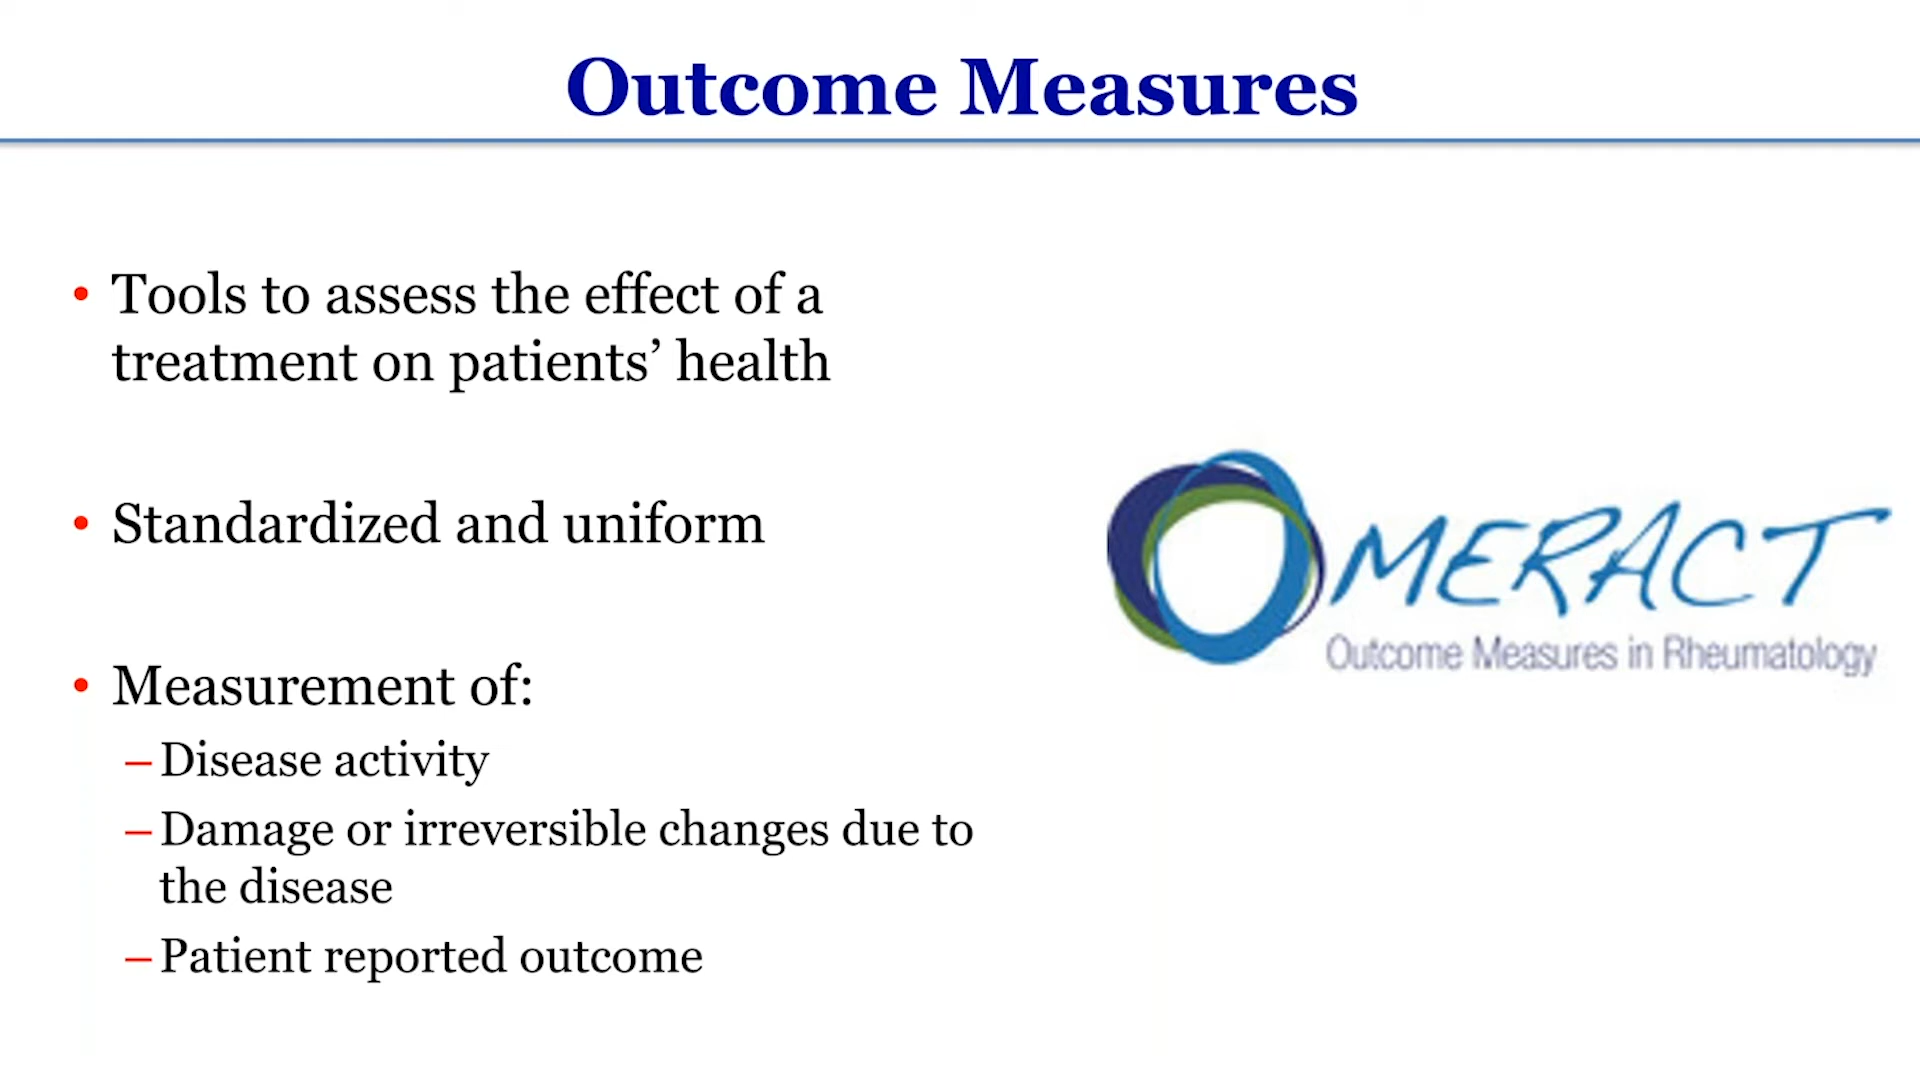 Outcome Measures
• Tools to assess the effect of a
treatment on patients’ health
• Standardized and uniform
• Measurement of:
– Disease activity
– Damage or irreversible changes due to
the disease
– Patient reported outcome
OMERACT
Outcome Measures in Rheumatology